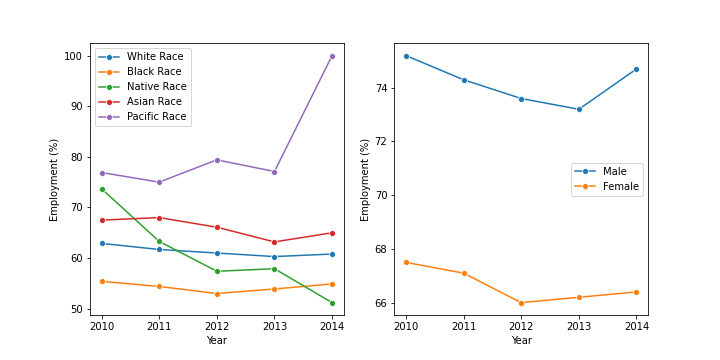 100
90
80
70
60
50
Employment (%)
2010 2011 2012 2013 2014
Year
White Race
Black Race
Native Race
Asian Race
Pacific Race
74
72
70
68
66
Employment (%)
2010 2011 2012 2013 2014
Year
Male
Female